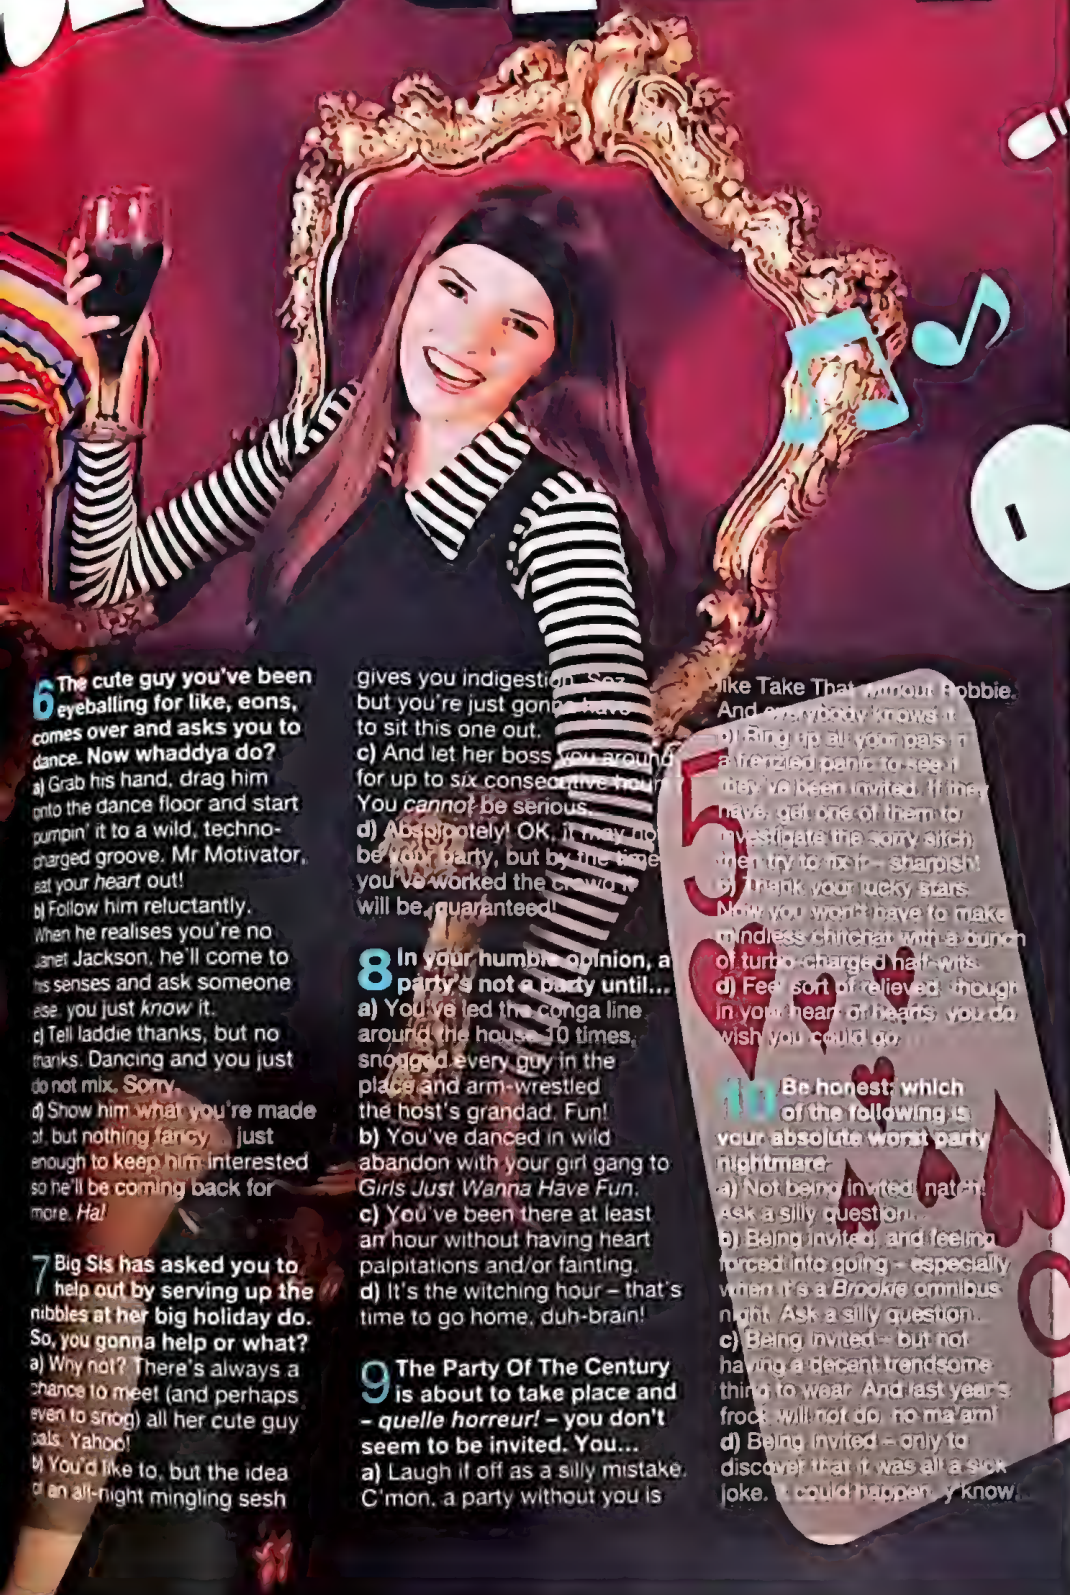 6 The cute guy you've been
eyeballing for like, eons,
comes over and asks you to
dance. Now whaddya do?
a) Grab his hand, drag him
onto the dance floor and start
pumpin' it to a wild, techno-
charged groove. Mr Motivator,
eat your heart out!
b) Follow him reluctantly.
When he realises you're no
Janet Jackson, he'll come to
his senses and ask someone
else, you just know it.
c) Tell laddie thanks, but no
thanks. Dancing and you just
do not mix. Sorry.
d) Show him what you're made
of, but nothing fancy... just
enough to keep him interested
so he'll be coming back for
more. Ha!
7 Big Sis has asked you to
help out by serving up the
nibbles at her big holiday do.
So, you gonna help or what?
a) Why not? There's always a
chance to meet (and perhaps
even to snog) all her cute guy
pals. Yahoo!
b) You'd like to, but the idea
of an all-night mingling sesh
gives you indigestion. Soz,
but you're just gonna have
to sit this one out.
c) And let her boss you around
for up to six consecutive hours?
You cannot be serious.
d) Absolootely! OK, it may not
be your party, but by the time
you've worked the crowd it
will be, guaranteed!
8 In your humble opinion, a
party's not a party until...
a) You've led the conga line
around the house 10 times,
snogged every guy in the
place and arm-wrestled
the host's grandad. Fun!
b) You've danced in wild
abandon with your girl gang to
Girls Just Wanna Have Fun.
c) You've been there at least
an hour without having heart
palpitations and/or fainting.
d) It's the witching hour – that's
time to go home, duh-brain!
9 The Party Of The Century
is about to take place and
– quelle horreur! – you don't
seem to be invited. You...
a) Laugh it off as a silly mistake.
C'mon, a party without you is
like Take That without Robbie.
And everybody knows it.
b) Ring up all your pals in
a frenzied panic to see if
they've been invited. If they
have, get one of them to
investigate the sorry sitch
then try to fix it – sharpish!
c) Thank your lucky stars.
Now you won't have to make
mindless chitchat with a bunch
of turbo-charged half-wits.
d) Feel sort of relieved, though
in your heart of hearts, you do
wish you could go.
10 Be honest: which
of the following is
your absolute worst party
nightmare?
a) Not being invited, natch!
Ask a silly question...
b) Being invited, and feeling
forced into going – especially
when it's a Brookie omnibus
night. Ask a silly question...
c) Being invited – but not
having a decent trendsome
thing to wear. And last year's
frock will not do, no ma'am!
d) Being invited – only to
discover that it was all a sick
joke. It could happen, y'know.
5
10